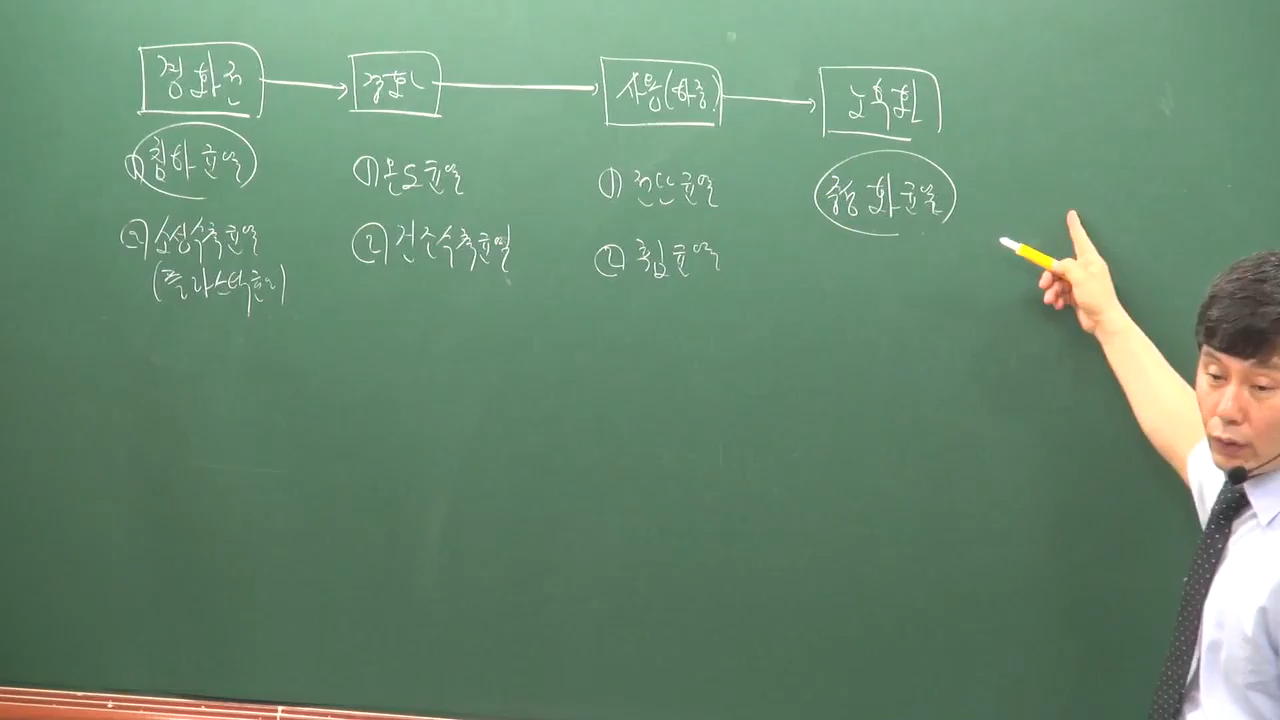 경화전
경화
사용(하중)
노후화
① 침하균열
② 소성수축균열
(플라스틱균열)
① 온도균열
② 건조수축균열
① 전단균열
② 휨균열
중성화균열